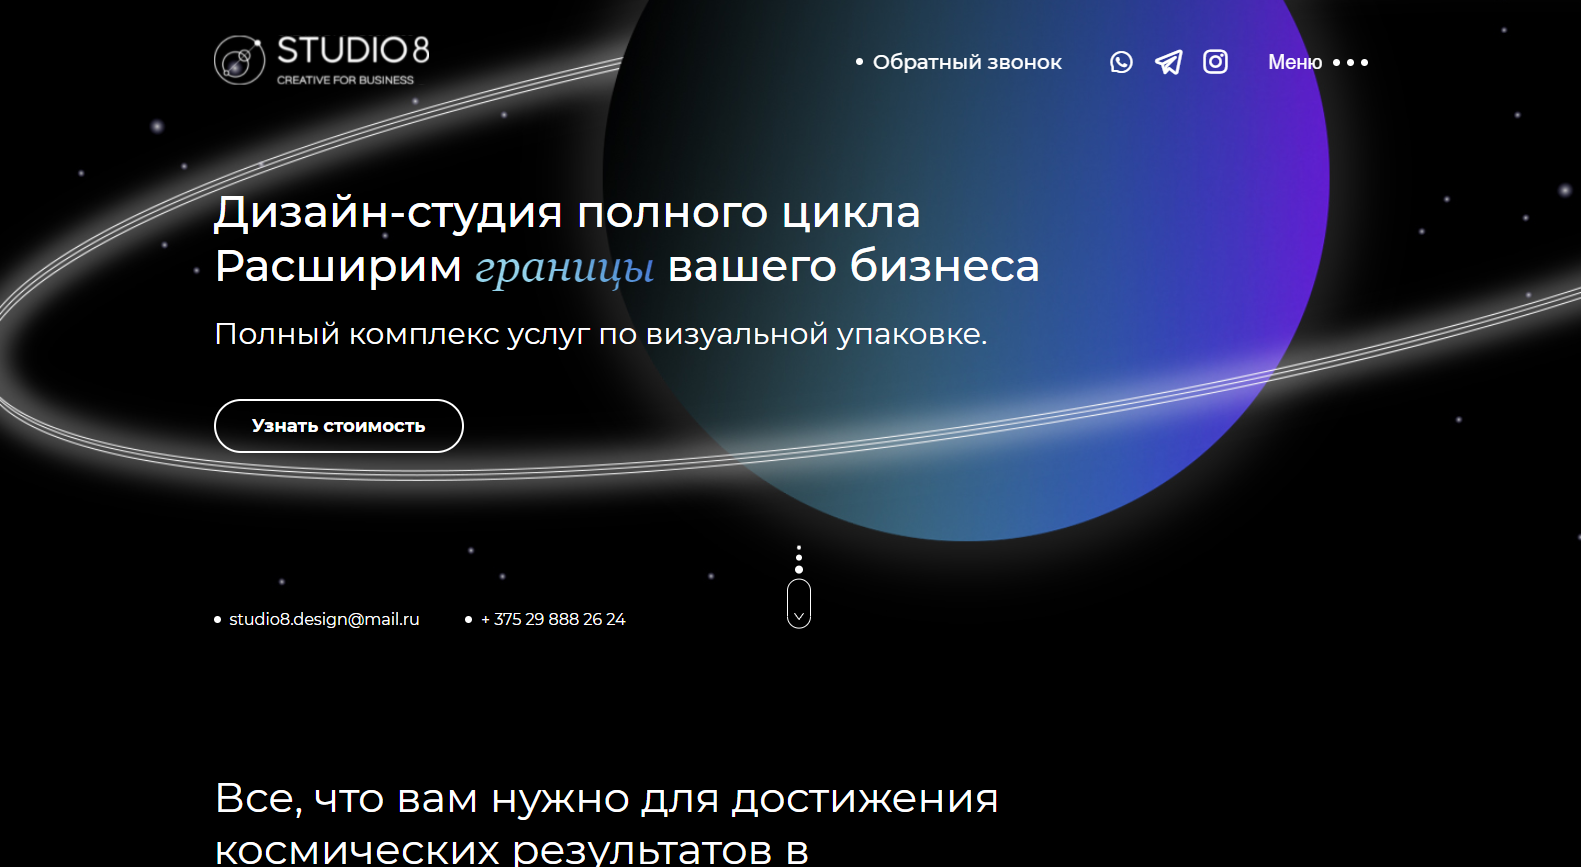 STUDIO 8
CREATIVE FOR BUSINESS
Обратный звонок
Меню
Дизайн-студия полного цикла
Расширим границы вашего бизнеса
Полный комплекс услуг по визуальной упаковке.
Узнать стоимость
studio8.design@mail.ru
+ 375 29 888 26 24
Все, что вам нужно для достижения
космических результатов в